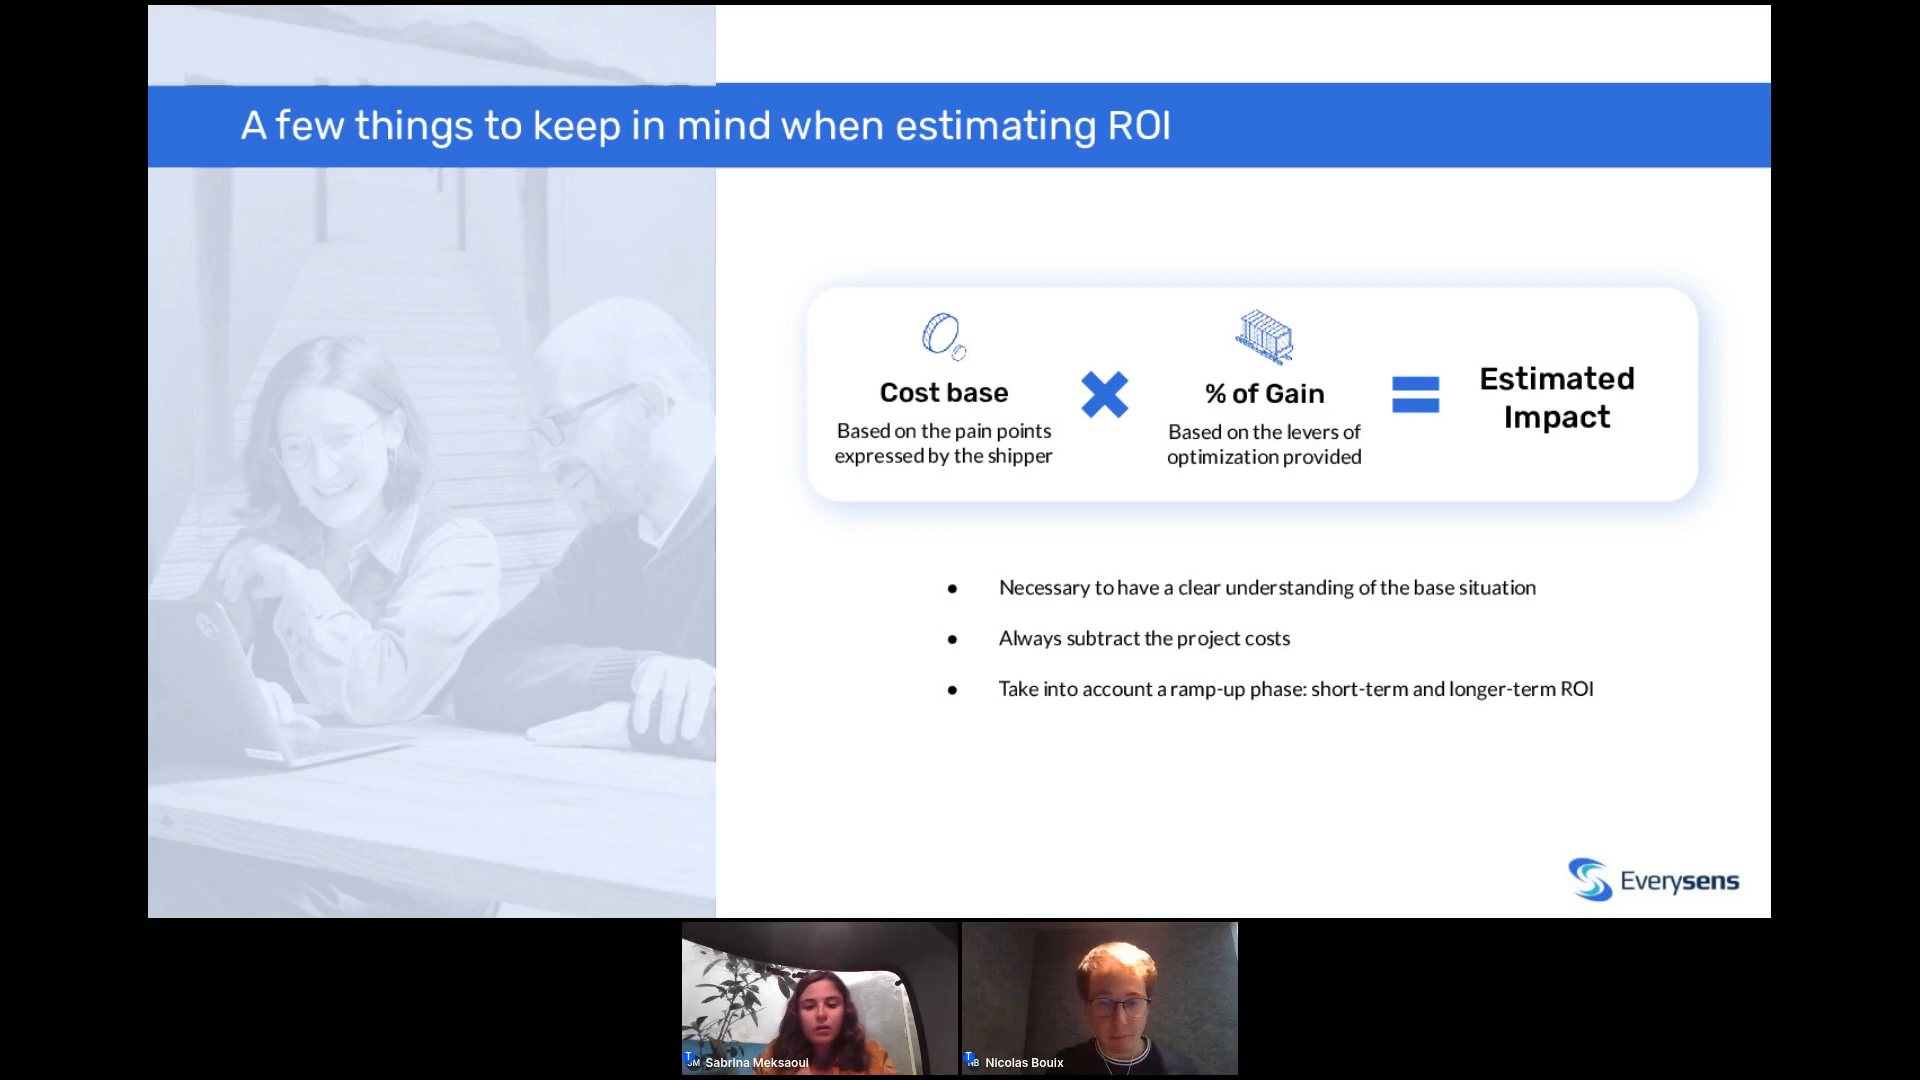 A few things to keep in mind when estimating ROI
Cost base
Based on the pain points
expressed by the shipper
% of Gain
Based on the levers of
optimization provided
Estimated
Impact
● Necessary to have a clear understanding of the base situation
● Always subtract the project costs
● Take into account a ramp-up phase: short-term and longer-term ROI
Everysens
T
SM Sabrina Meksaoui
T
NB Nicolas Bouix